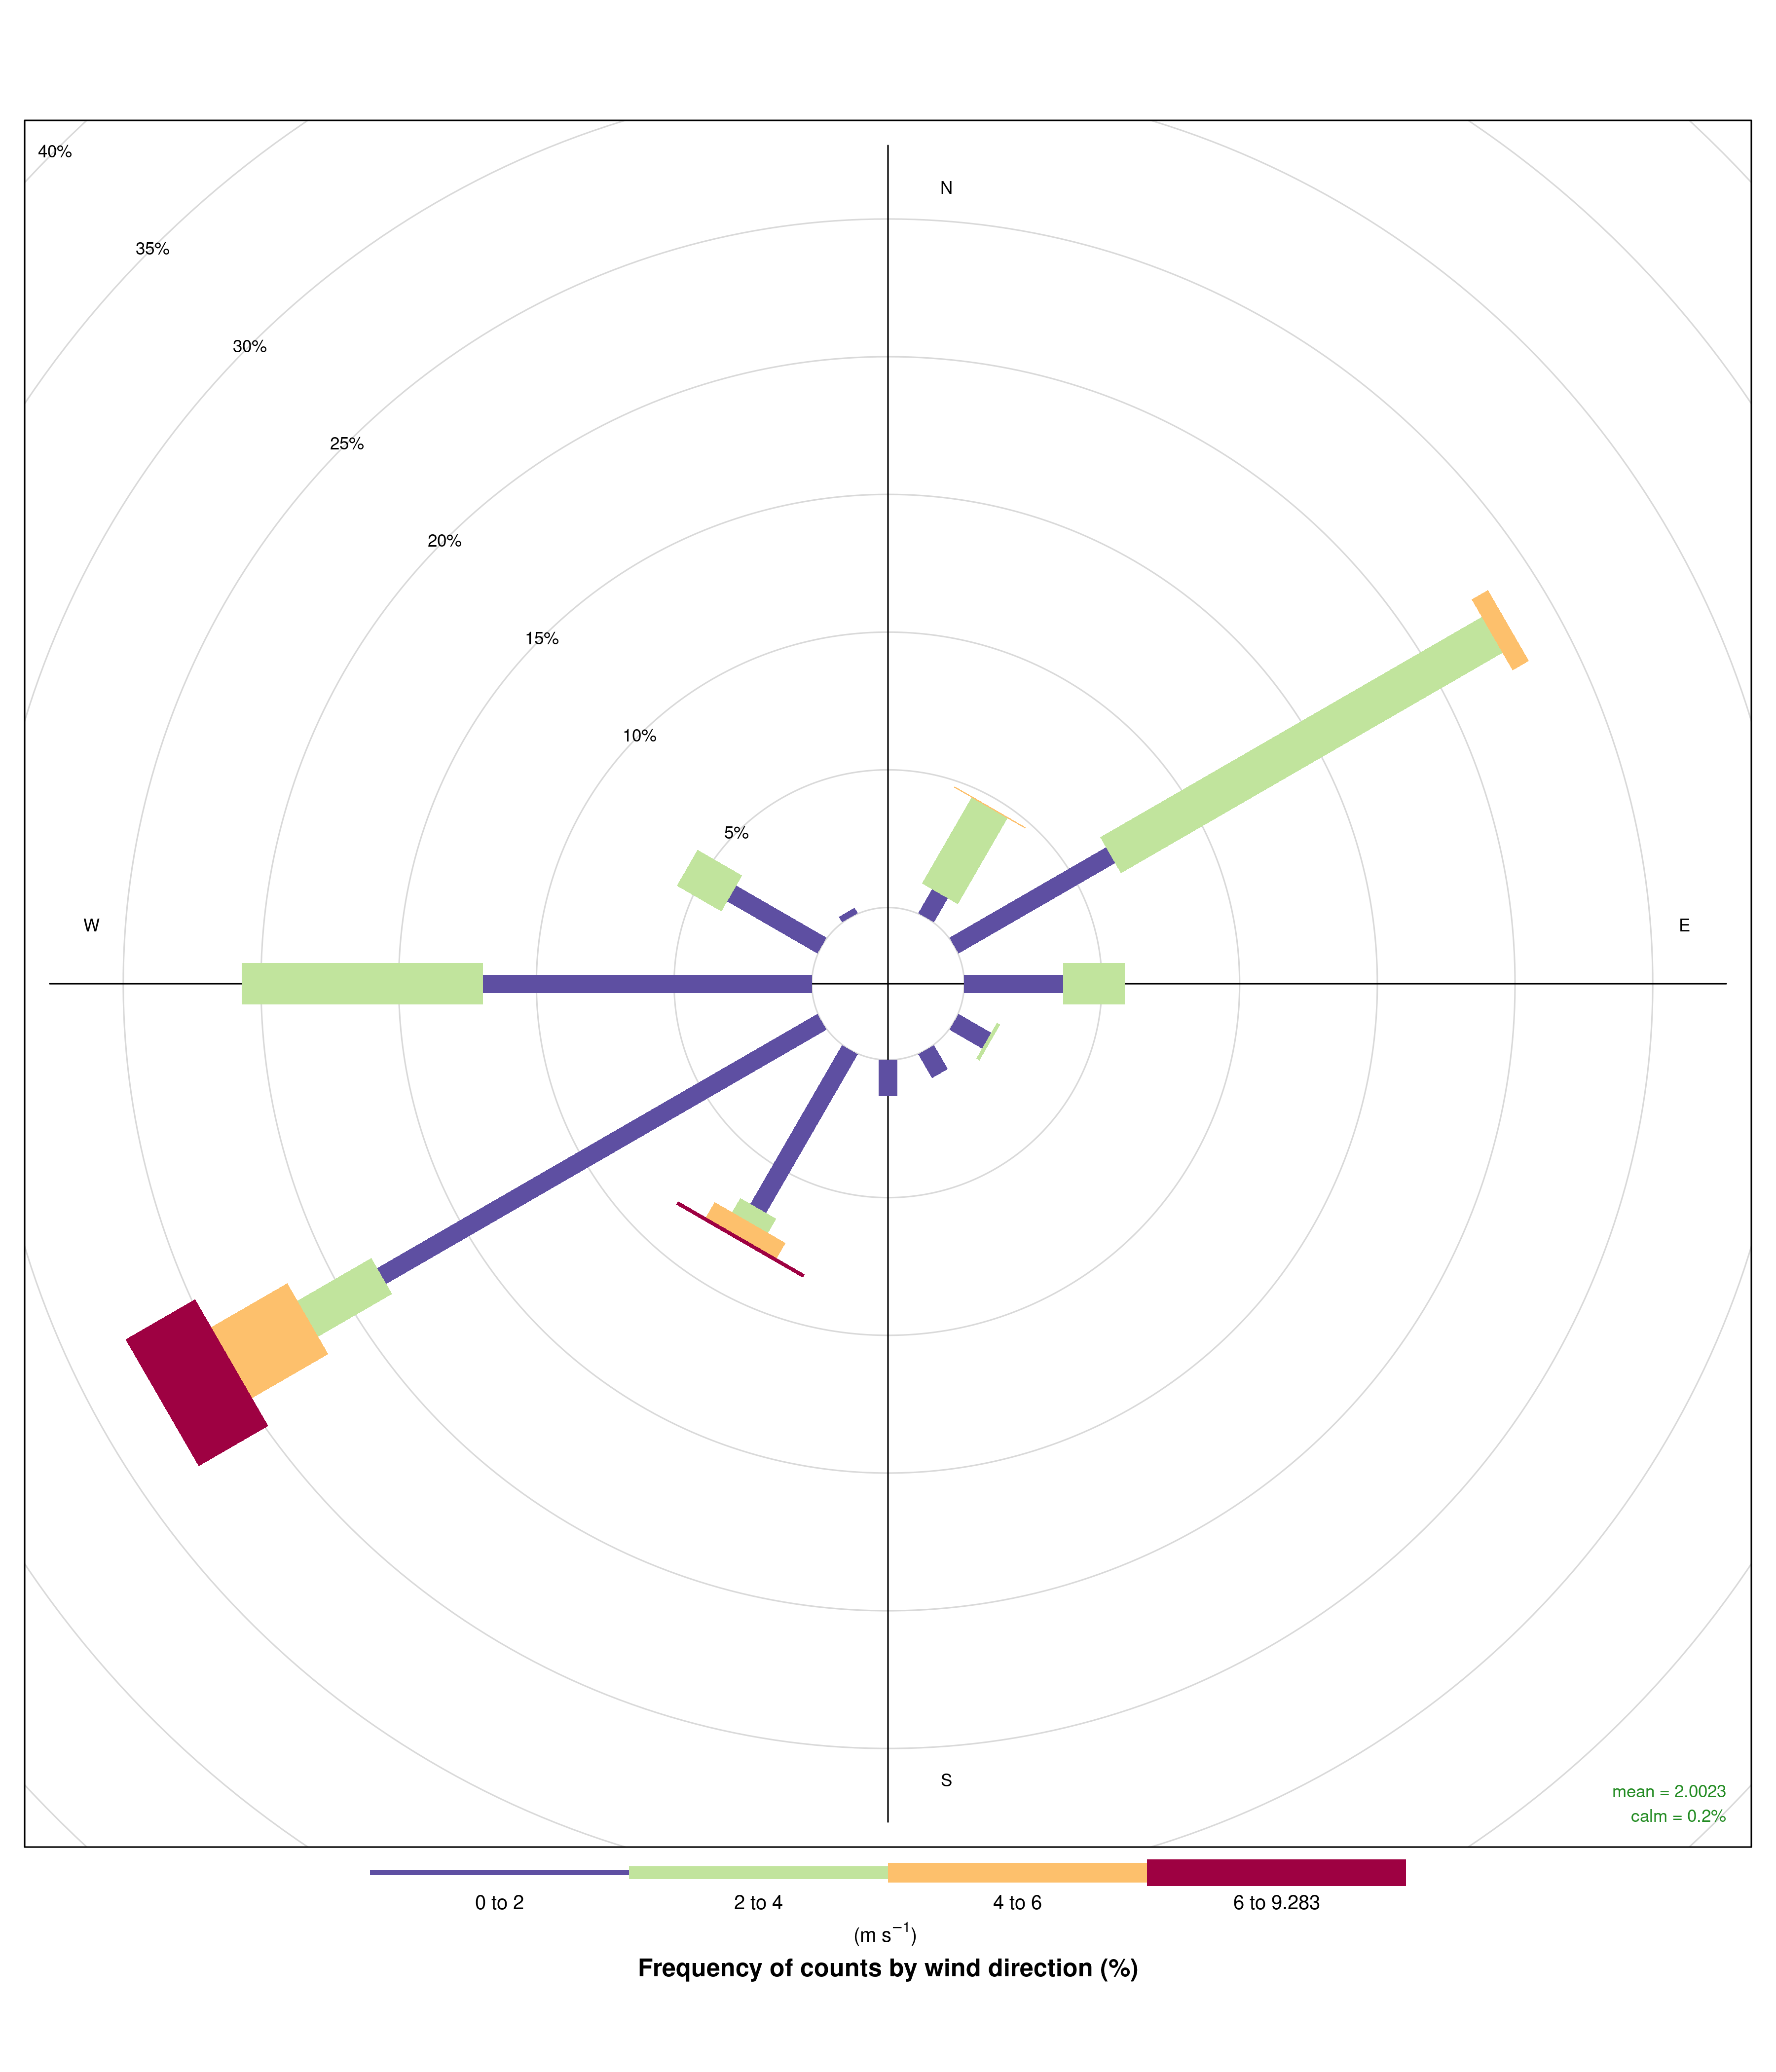 40%
N
35%
30%
25%
20%
15%
10%
5%
W
E
S
mean = 2.0023
calm = 0.2%
0 to 2 2 to 4 4 to 6 6 to 9.283
(m s⁻¹)
Frequency of counts by wind direction (%)